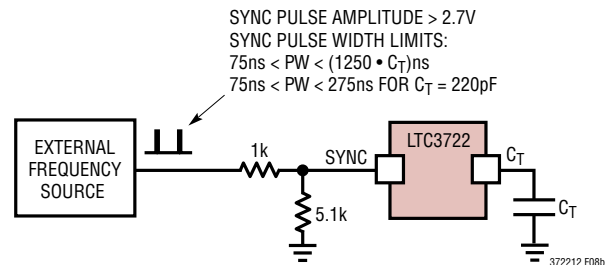 SYNC PULSE AMPLITUDE > 2.7V
SYNC PULSE WIDTH LIMITS:
75ns < PW < (1250 • CT)ns
75ns < PW < 275ns FOR CT = 220pF
EXTERNAL
FREQUENCY
SOURCE
1k
SYNC
5.1k
LTC3722
CT
CT
372212 F08b